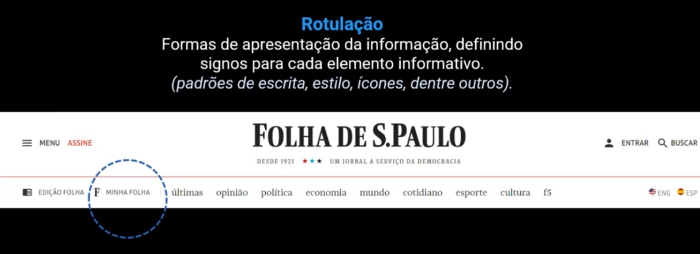 Rotulação
Formas de apresentação da informação, definindo
signos para cada elemento informativo.
(padrões de escrita, estilo, ícones, dentre outros).
MENU ASSINE FOLHA DE S.PAULO ENTRAR BUSCAR
DESDE 1921 ★★★ UM JORNAL A SERVIÇO DA DEMOCRACIA
EDIÇÃO FOLHA F MINHA FOLHA últimas opinião política economia mundo cotidiano esporte cultura f5 ENG ESP